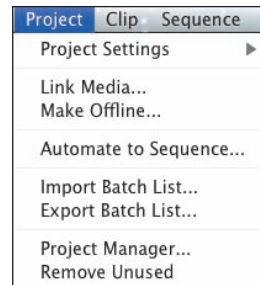 Project Clip Sequence
Project Settings
Link Media...
Make Offline...
Automate to Sequence...
Import Batch List...
Export Batch List...
Project Manager...
Remove Unused